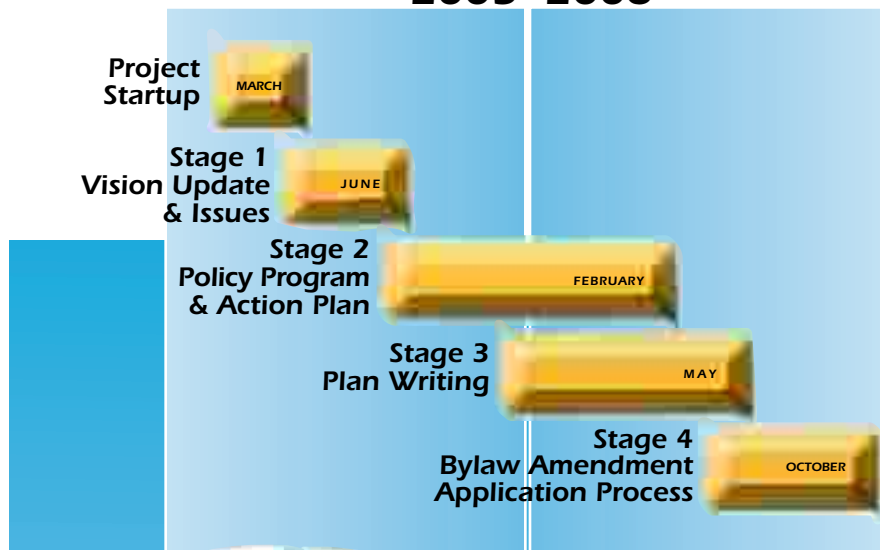 Project
Startup
MARCH
Stage 1
Vision Update
& Issues
JUNE
Stage 2
Policy Program
& Action Plan
FEBRUARY
Stage 3
Plan Writing
MAY
Stage 4
Bylaw Amendment
Application Process
OCTOBER